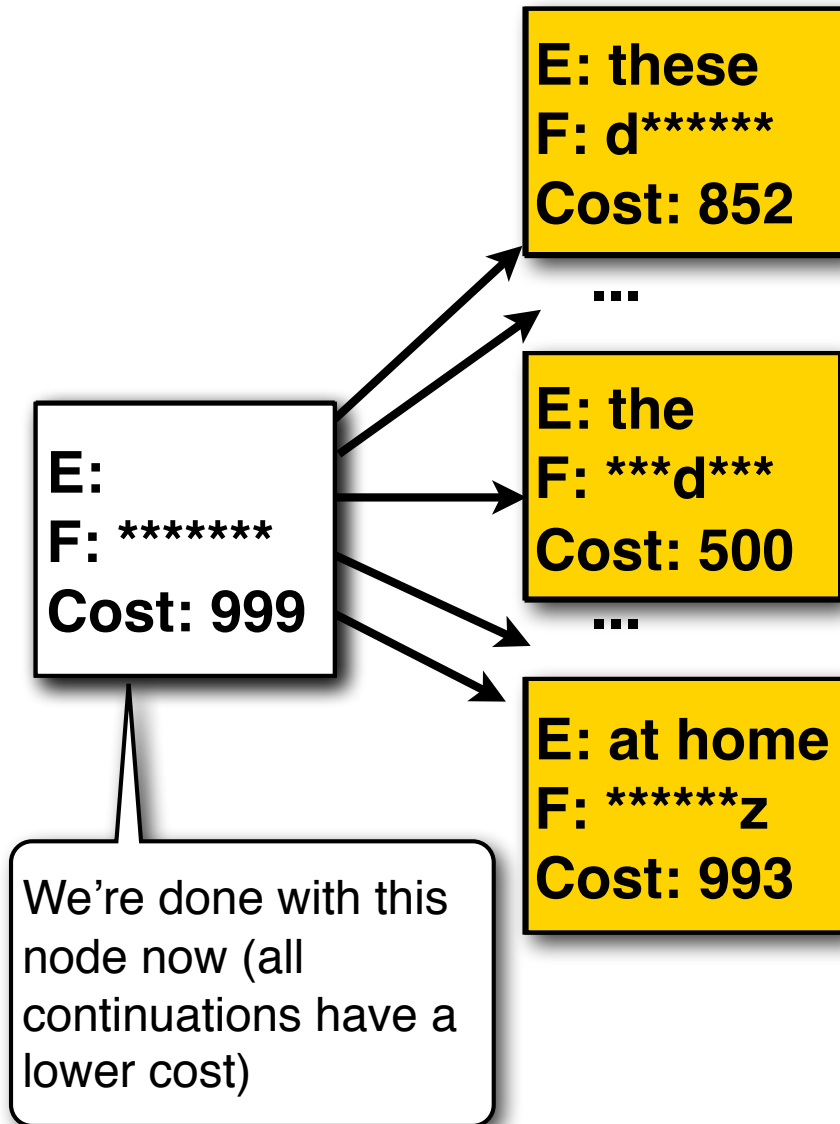 E: these
F: d******
Cost: 852
...
E:
F: *******
Cost: 999
E: the
F: ***d***
Cost: 500
...
E: at home
F: ******z
Cost: 993
We’re done with this
node now (all
continuations have a
lower cost)